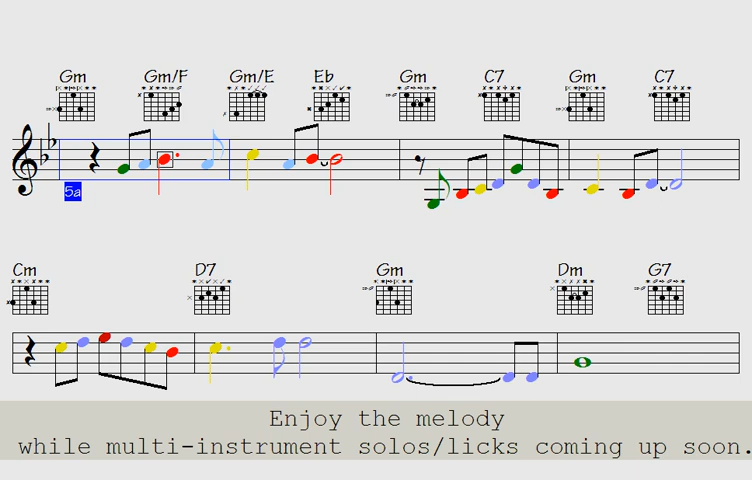 Gm Gm/F Gm/E Eb Gm C7 Gm C7
5a
Cm D7 Gm Dm G7
Enjoy the melody
while multi-instrument solos/licks coming up soon.